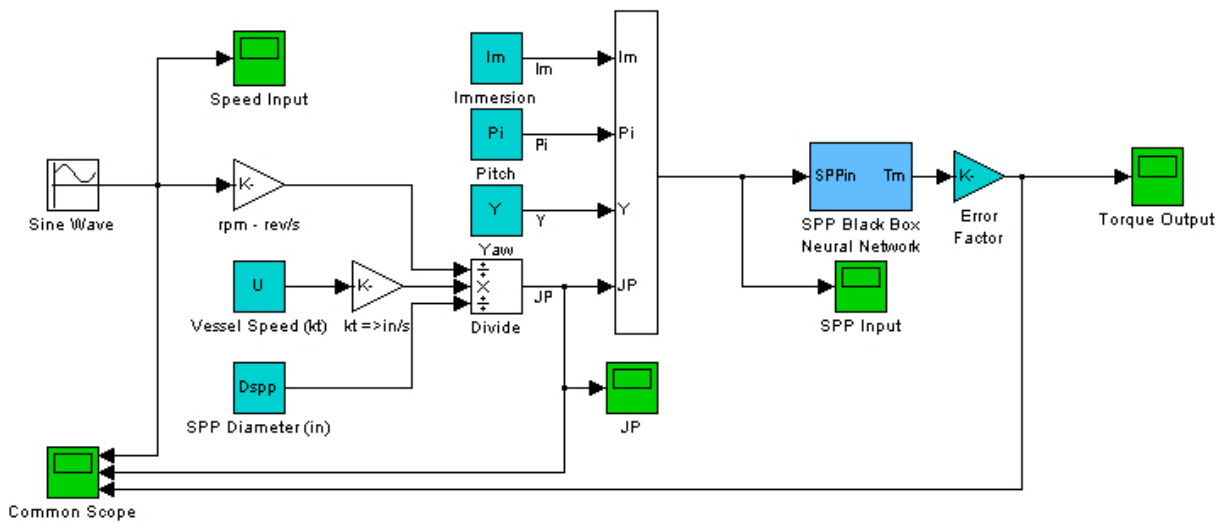 Speed Input
Im
Im
Immersion
Im
Pi
Pi
Pitch
Pi
Sine Wave
K-
rpm - rev/s
Y
Y
Yaw
Y
SPPin
Tm
SPP Black Box
Neural Network
K-
Error
Factor
Torque Output
U
Vessel Speed (kt)
K-
kt =>in/s
÷
X
÷
Divide
JP
JP
SPP Input
Dspp
SPP Diameter (in)
JP
Common Scope